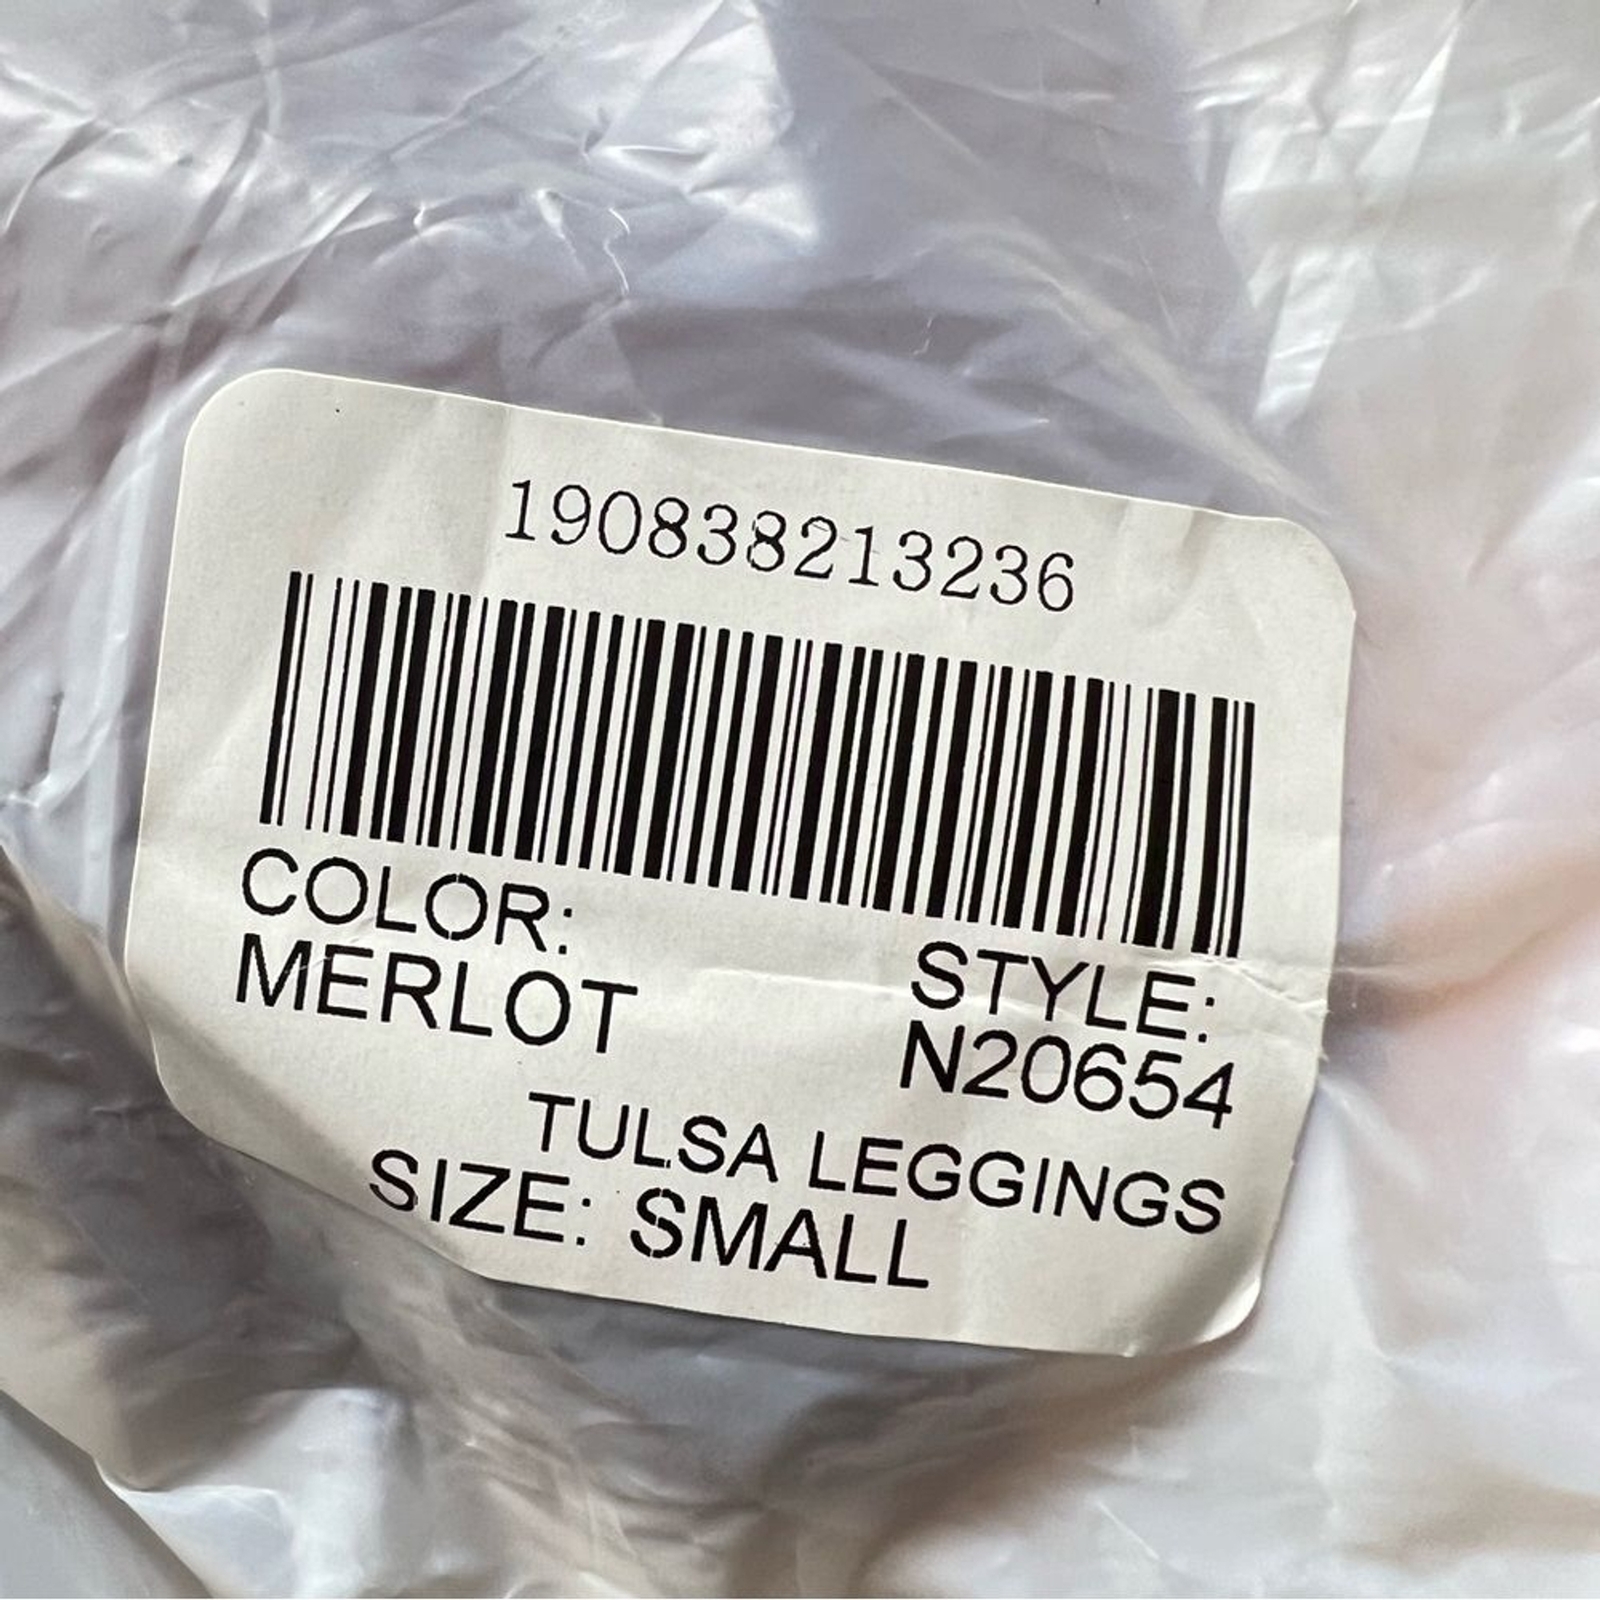 190838213236
COLOR:
MERLOT
STYLE:
N20654
TULSA LEGGINGS
SIZE: SMALL